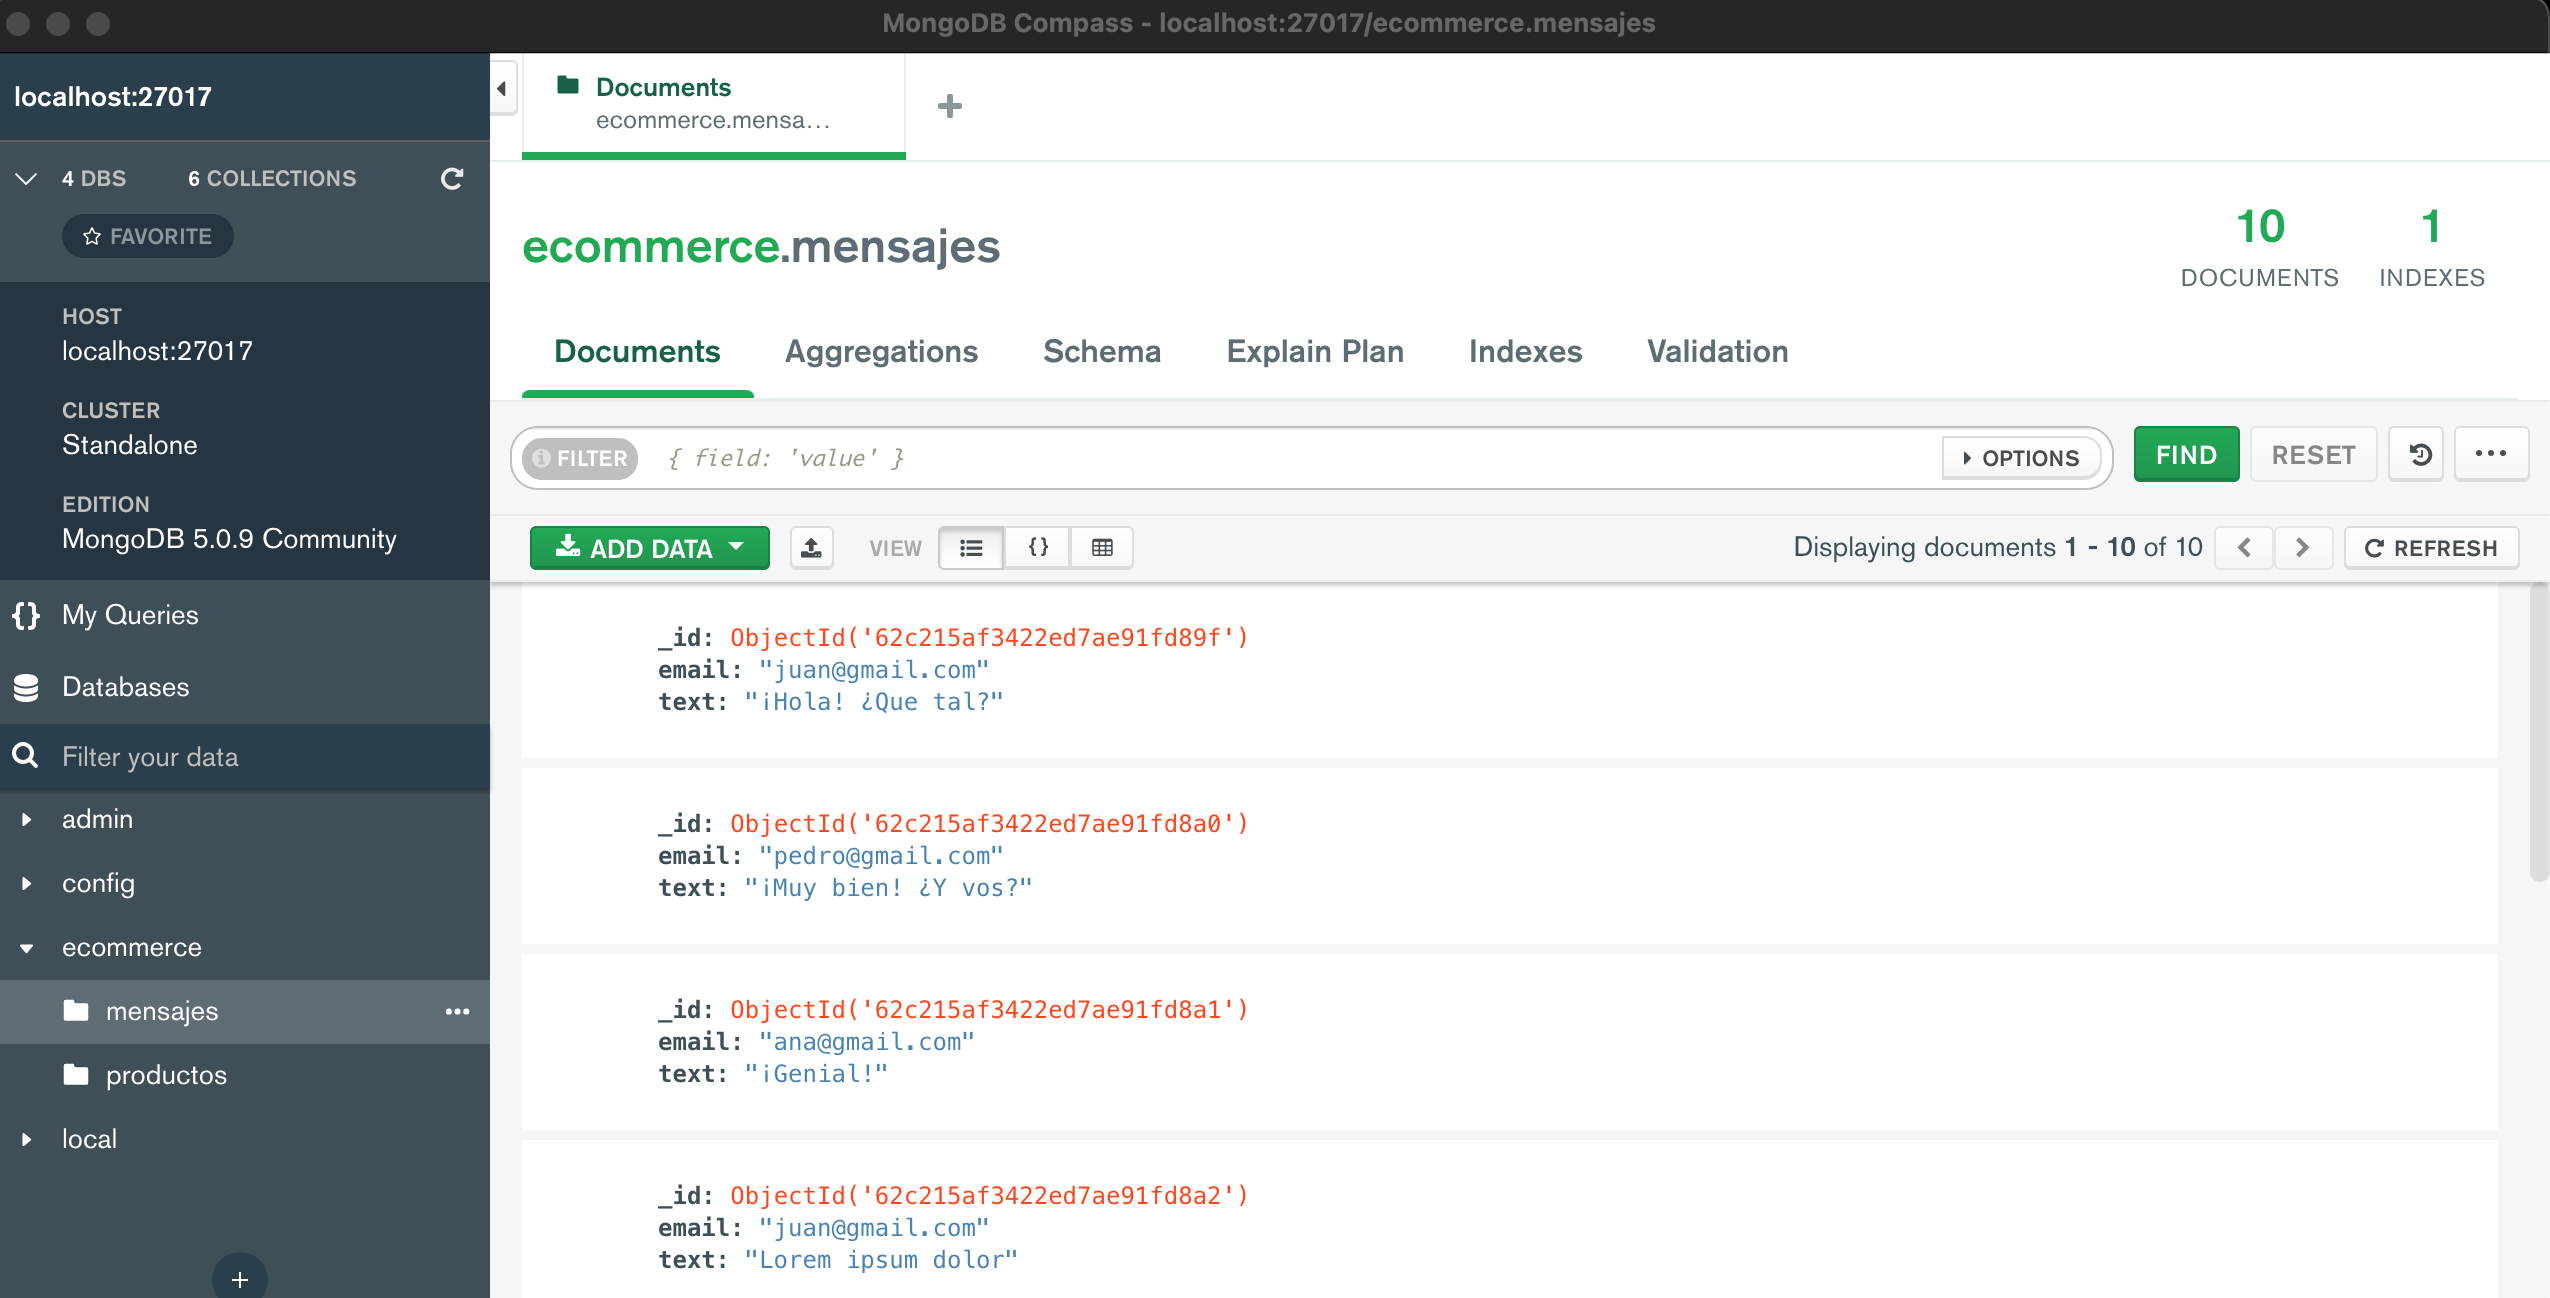 MongoDB Compass - localhost:27017/ecommerce.mensajes
localhost:27017
4 DBS 6 COLLECTIONS
FAVORITE
HOST
localhost:27017
CLUSTER
Standalone
EDITION
MongoDB 5.0.9 Community
{} My Queries
Databases
Filter your data
admin
config
ecommerce
mensajes
productos
local
+
Documents
ecommerce.mensa...
+
ecommerce.mensajes
10
DOCUMENTS
1
INDEXES
Documents Aggregations Schema Explain Plan Indexes Validation
FILTER { field: 'value' } OPTIONS FIND RESET
ADD DATA VIEW {} Displaying documents 1 - 10 of 10 REFRESH
_id: ObjectId('62c215af3422ed7ae91fd89f')
email: "juan@gmail.com"
text: "¡Hola! ¿Que tal?"
_id: ObjectId('62c215af3422ed7ae91fd8a0')
email: "pedro@gmail.com"
text: "¡Muy bien! ¿Y vos?"
_id: ObjectId('62c215af3422ed7ae91fd8a1')
email: "ana@gmail.com"
text: "¡Genial!"
_id: ObjectId('62c215af3422ed7ae91fd8a2')
email: "juan@gmail.com"
text: "Lorem ipsum dolor"